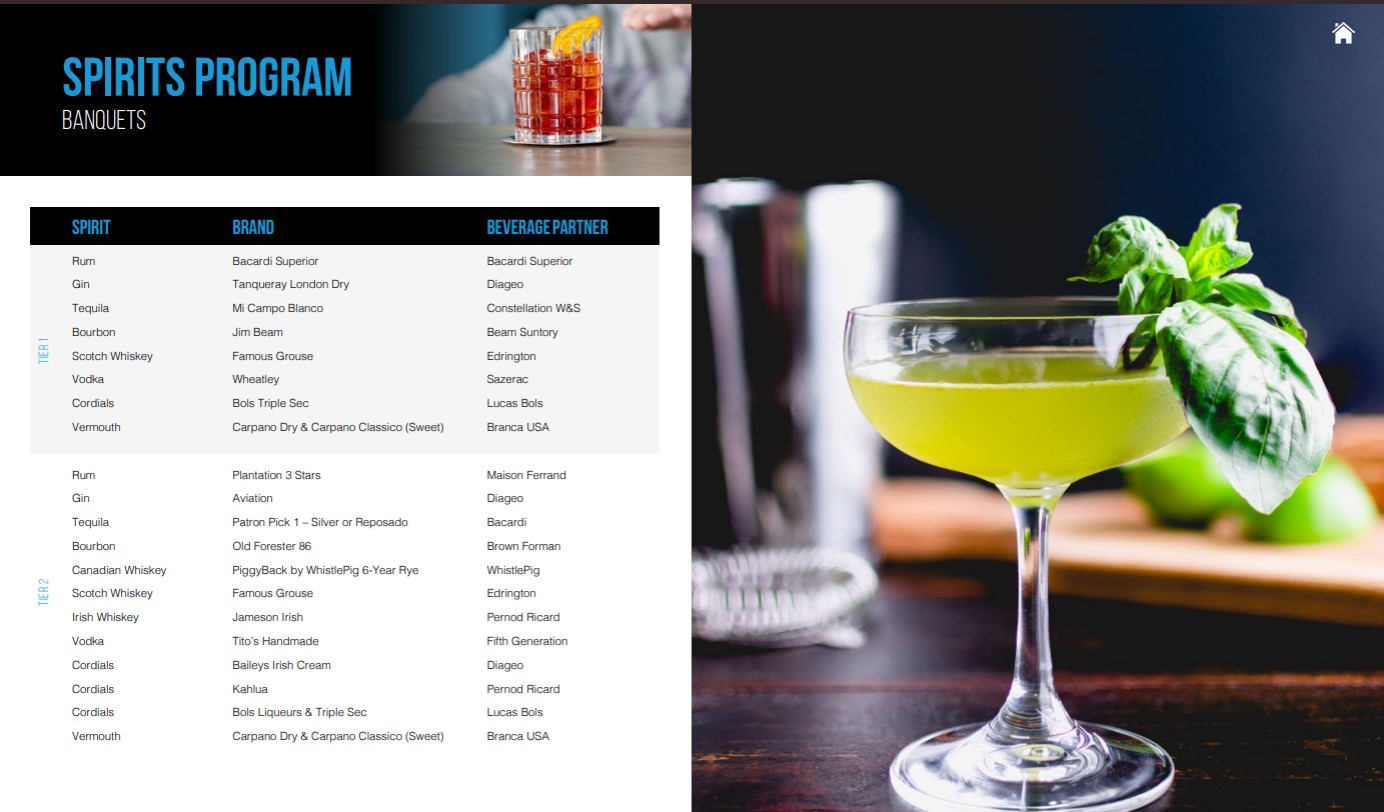 SPIRITS PROGRAM
BANQUETS
SPIRIT BRAND BEVERAGE PARTNER
TIER 1
Rum Bacardi Superior Bacardi Superior
Gin Tanqueray London Dry Diageo
Tequila Mi Campo Blanco Constellation W&S
Bourbon Jim Beam Beam Suntory
Scotch Whiskey Famous Grouse Edrington
Vodka Wheatley Sazerac
Cordials Bols Triple Sec Lucas Bols
Vermouth Carpano Dry & Carpano Classico (Sweet) Branca USA
TIER 2
Rum Plantation 3 Stars Maison Ferrand
Gin Aviation Diageo
Tequila Patron Pick 1 – Silver or Reposado Bacardi
Bourbon Old Forester 86 Brown Forman
Canadian Whiskey PiggyBack by WhistlePig 6-Year Rye WhistlePig
Scotch Whiskey Famous Grouse Edrington
Irish Whiskey Jameson Irish Pernod Ricard
Vodka Tito's Handmade Fifth Generation
Cordials Baileys Irish Cream Diageo
Cordials Kahlua Pernod Ricard
Cordials Bols Liqueurs & Triple Sec Lucas Bols
Vermouth Carpano Dry & Carpano Classico (Sweet) Branca USA